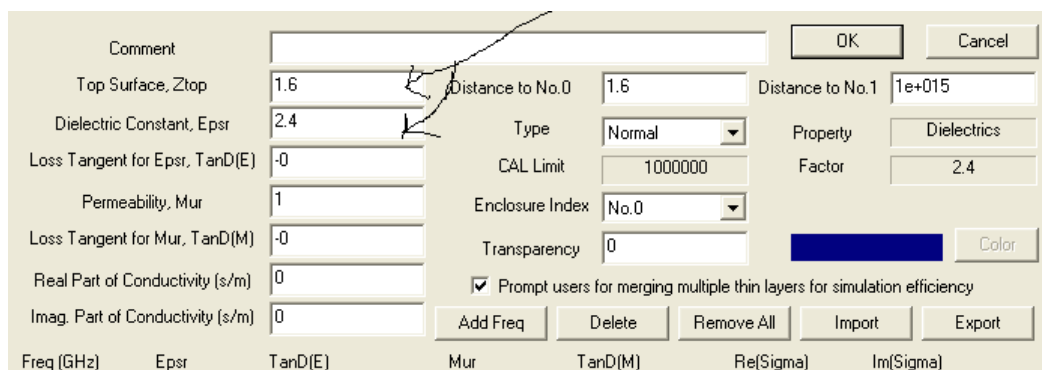 Comment OK Cancel
Top Surface, Ztop 1.6 Distance to No.0 1.6 Distance to No.1 1e+015
Dielectric Constant, Epsr 2.4 Type Normal Property Dielectrics
Loss Tangent for Epsr, TanD(E) -0 CAL Limit 1000000 Factor 2.4
Permeability, Mur 1 Enclosure Index No.0
Loss Tangent for Mur, TanD(M) -0 Transparency 0 Color
Real Part of Conductivity (s/m) 0 Prompt users for merging multiple thin layers for simulation efficiency
Imag. Part of Conductivity (s/m) 0 Add Freq Delete Remove All Import Export
Freq (GHz) Epsr TanD(E) Mur TanD(M) Re(Sigma) Im(Sigma)